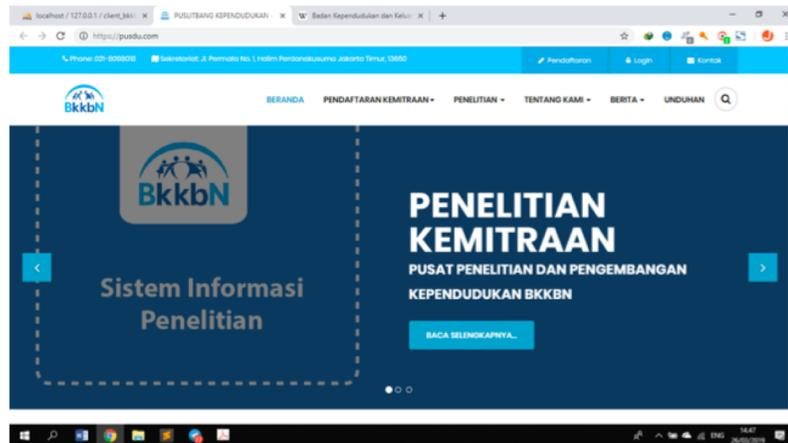 localhost / 127.0.0.1 / client_bkk
PUSLITBANG KEPENDUDUKAN -
Badan Kependudukan dan Kelua
https://pusdu.com
Phone: 021-8098018
Sekretariat: Jl. Permata No. 1, Halim Perdanakusuma Jakarta Timur, 13650
Pendaftaran
Login
Kontak
BkkbN
BERANDA
PENDAFTARAN KEMITRAAN
PENELITIAN
TENTANG KAMI
BERITA
UNDUHAN
BkkbN
Sistem Informasi
Penelitian
PENELITIAN
KEMITRAAN
PUSAT PENELITIAN DAN PENGEMBANGAN
KEPENDUDUKAN BKKBN
BACA SELENGKAPNYA...
ENG
14.47
26/03/2019